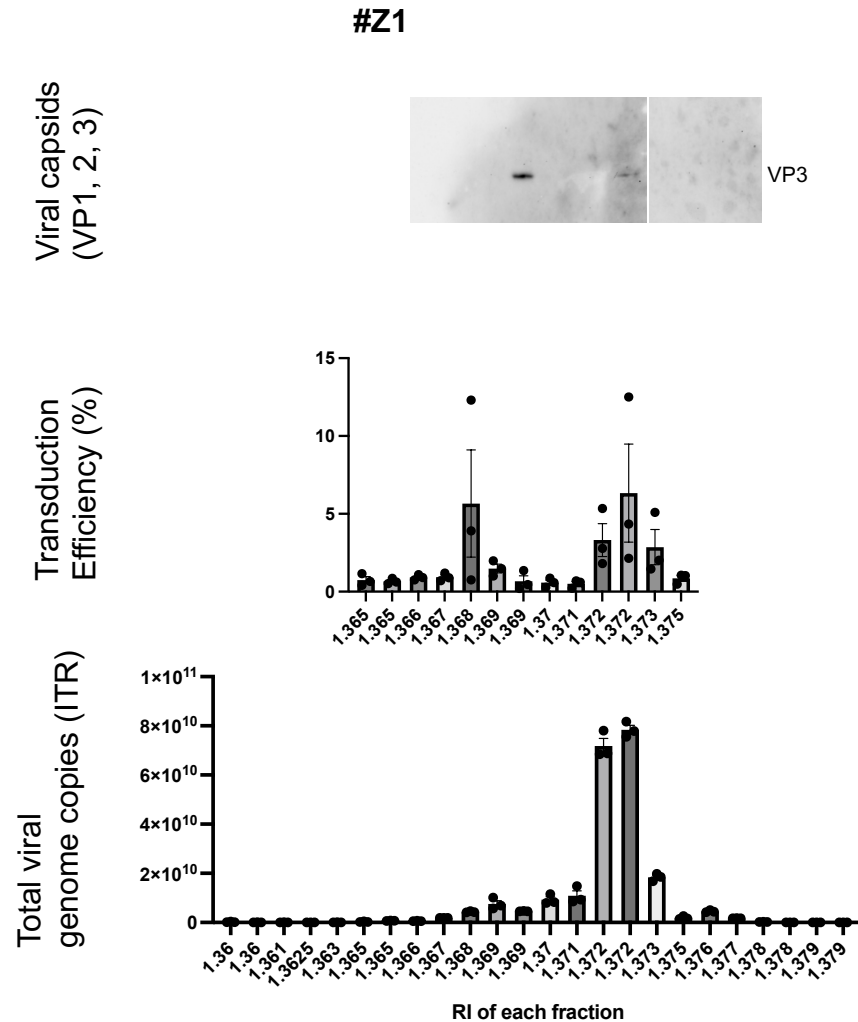 #Z1
Viral capsids
(VP1, 2, 3)
VP3
Transduction
Efficiency (%)
15
10
5
0
1.365 1.365 1.366 1.367 1.368 1.369 1.369 1.37 1.371 1.372 1.372 1.373 1.375
Total viral
genome copies (ITR)
1×10¹¹
8×10¹⁰
6×10¹⁰
4×10¹⁰
2×10¹⁰
0
1.36 1.36 1.361 1.3625 1.363 1.365 1.365 1.366 1.367 1.368 1.369 1.369 1.37 1.371 1.372 1.372 1.373 1.375 1.376 1.377 1.378 1.378 1.379 1.379
RI of each fraction